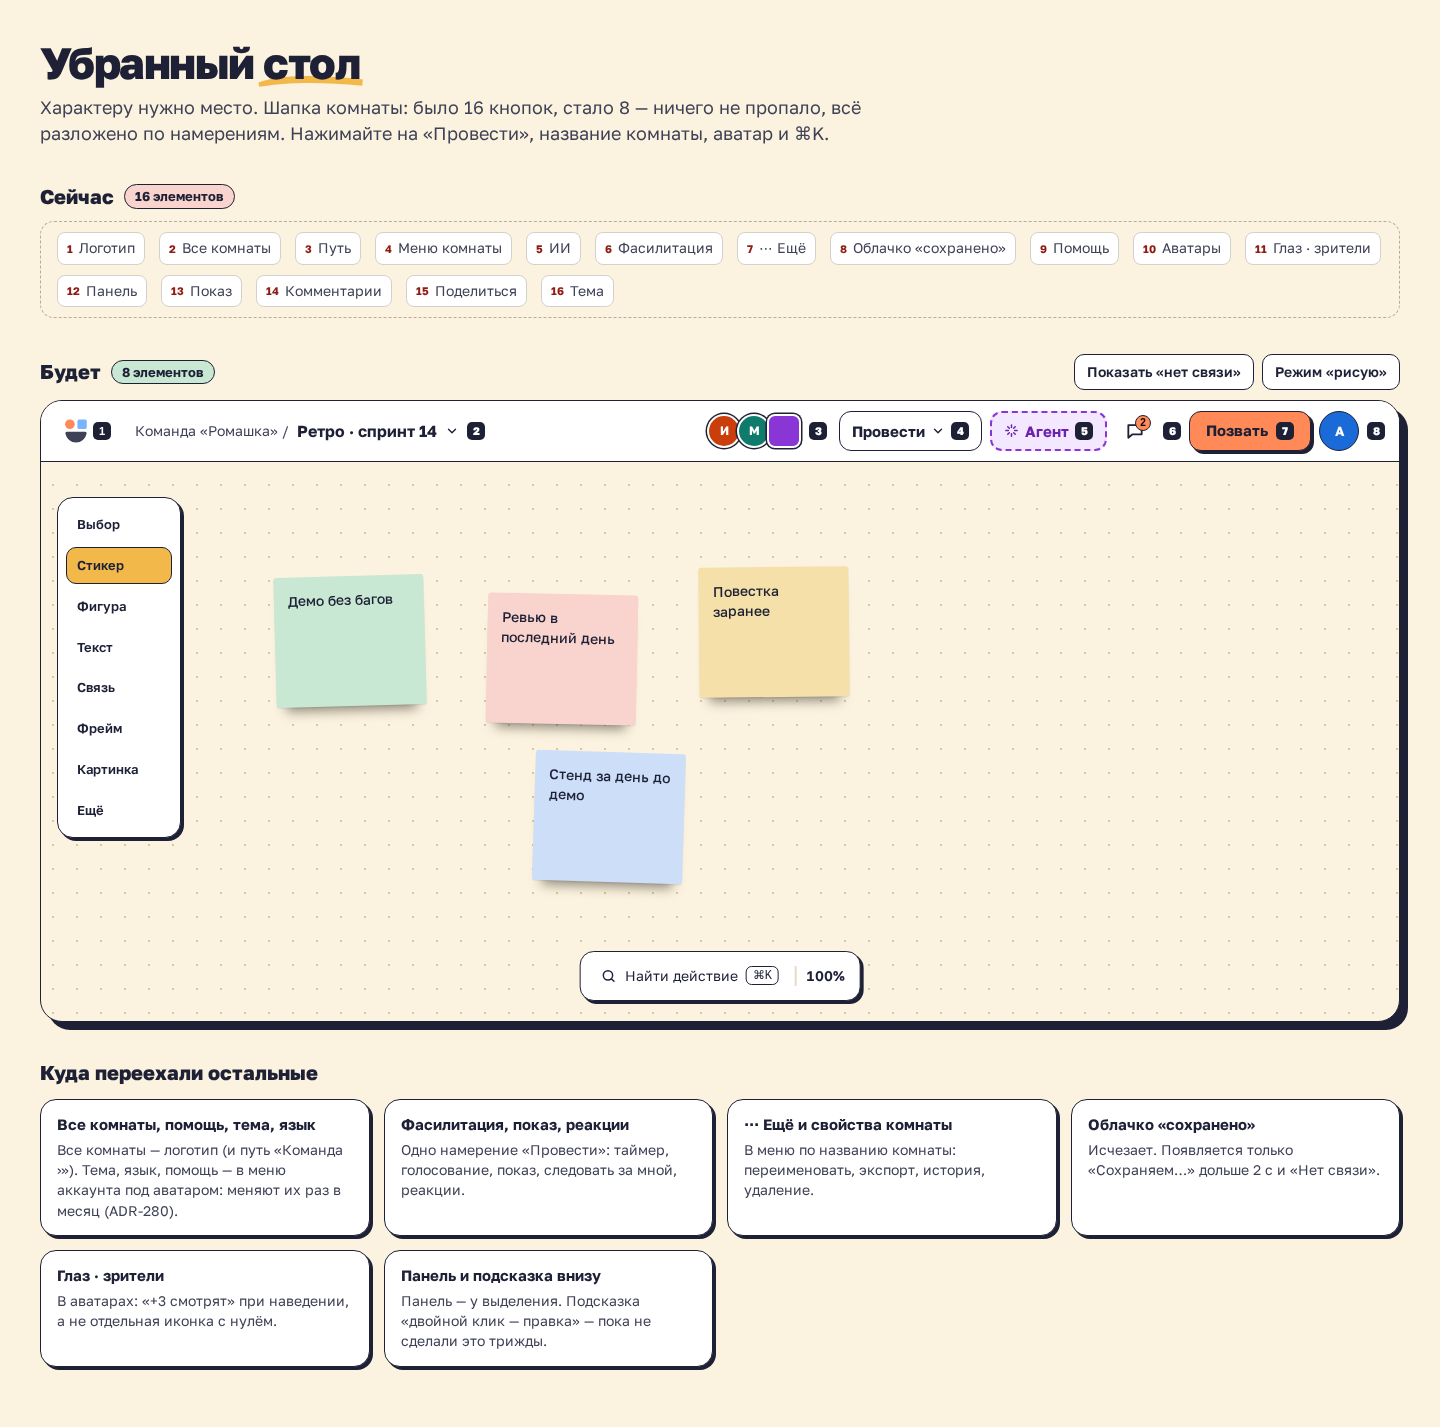 Убранный стол
Характеру нужно место. Шапка комнаты: было 16 кнопок, стало 8 — ничего не пропало, всё
разложено по намерениям. Нажимайте на «Провести», название комнаты, аватар и ⌘K.
Сейчас 16 элементов
1 Логотип 2 Все комнаты 3 Путь 4 Меню комнаты 5 ИИ 6 Фасилитация 7 ··· Ещё 8 Облачко «сохранено» 9 Помощь 10 Аватары 11 Глаз · зрители
12 Панель 13 Показ 14 Комментарии 15 Поделиться 16 Тема
Будет 8 элементов Показать «нет связи» Режим «рисую»
1 Команда «Ромашка» / Ретро · спринт 14 2 И М 3 Провести 4 Агент 5 2 6 Позвать 7 А 8
Выбор
Стикер
Фигура
Текст
Связь
Фрейм
Картинка
Ещё
Демо без багов
Ревью в
последний день
Повестка
заранее
Стенд за день до
демо
Найти действие ⌘K 100%
Куда переехали остальные
Все комнаты, помощь, тема, язык
Все комнаты — логотип (и путь «Команда
›»). Тема, язык, помощь — в меню
аккаунта под аватаром: меняют их раз в
месяц (ADR-280).
Фасилитация, показ, реакции
Одно намерение «Провести»: таймер,
голосование, показ, следовать за мной,
реакции.
··· Ещё и свойства комнаты
В меню по названию комнаты:
переименовать, экспорт, история,
удаление.
Облачко «сохранено»
Исчезает. Появляется только
«Сохраняем…» дольше 2 с и «Нет связи».
Глаз · зрители
В аватарах: «+3 смотрят» при наведении,
а не отдельная иконка с нулём.
Панель и подсказка внизу
Панель — у выделения. Подсказка
«двойной клик — правка» — пока не
сделали это трижды.